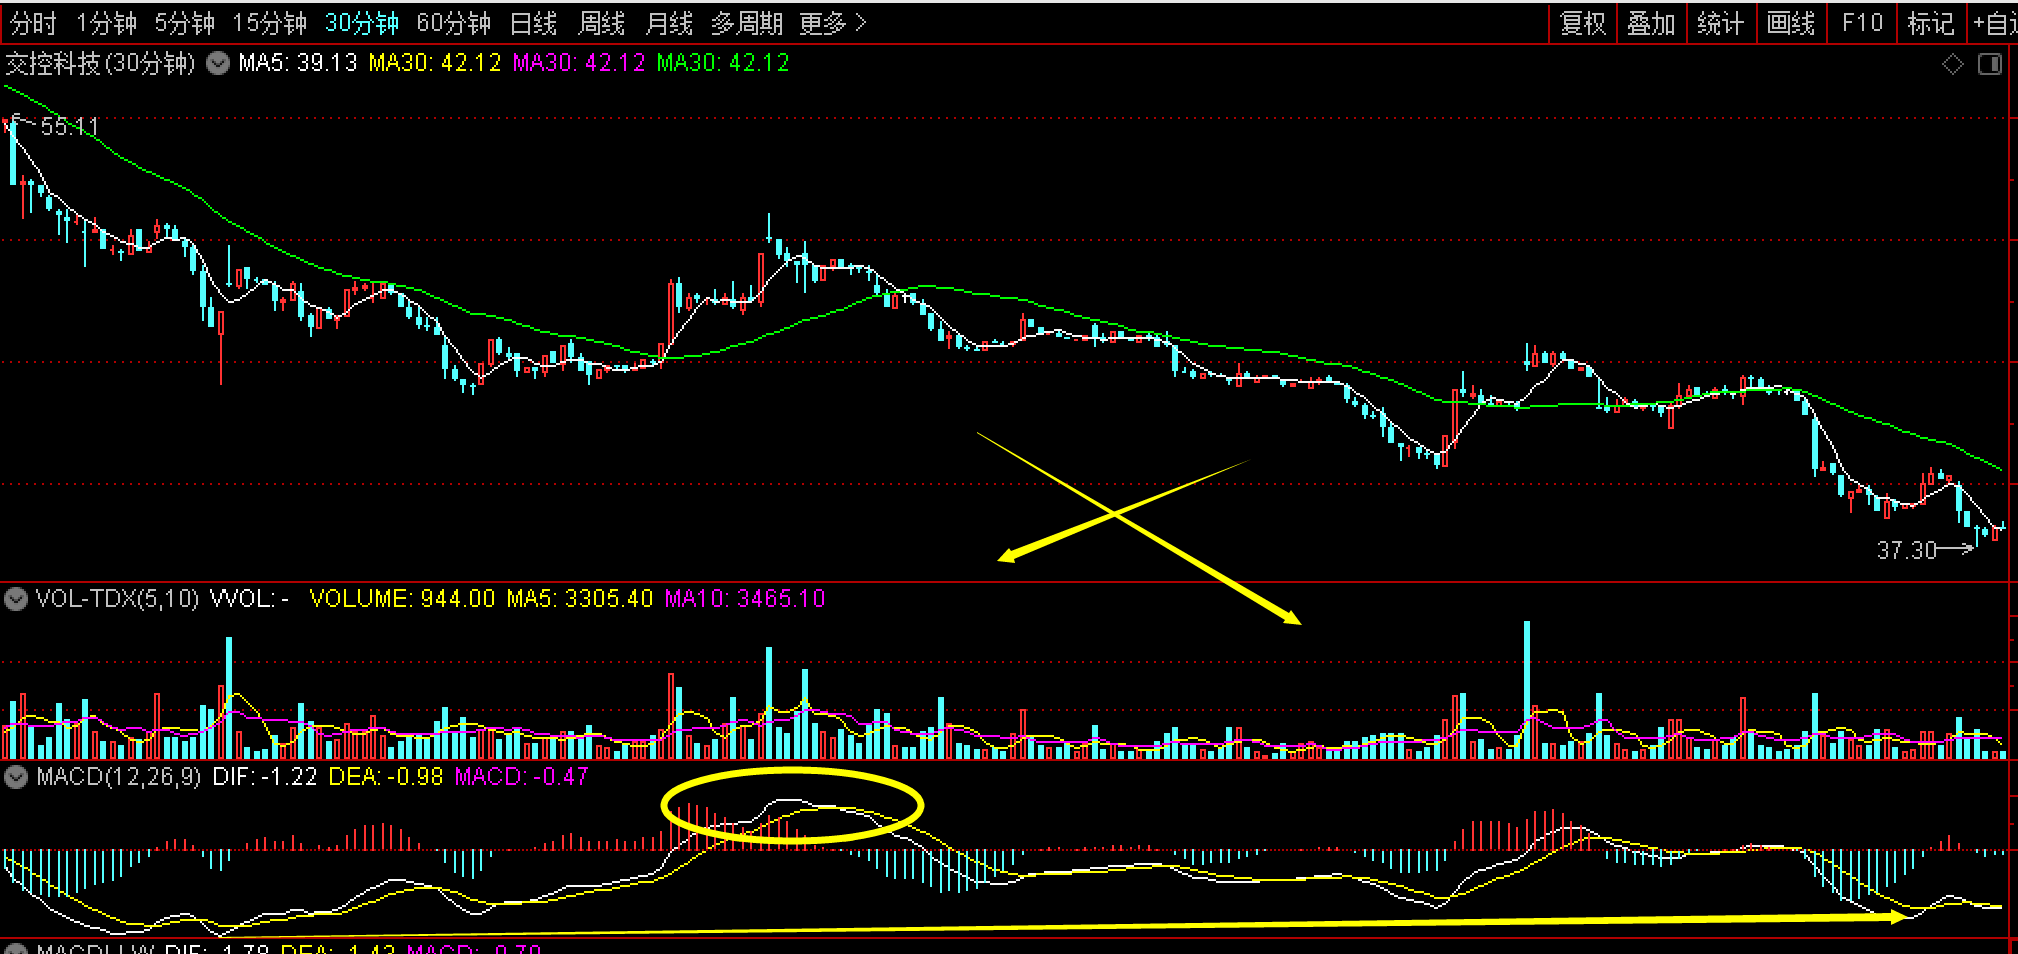 分时 1分钟 5分钟 15分钟 30分钟 60分钟 日线 周线 月线 多周期 更多 > 复权 叠加 统计 画线 F10 标记 +自
交控科技(30分钟) MA5: 39.13 MA30: 42.12 MA30: 42.12 MA30: 42.12
55.11
37.30
VOL-TDX(5,10) VVOL: - VOLUME: 944.00 MA5: 3305.40 MA10: 3465.10
MACD(12,26,9) DIF: -1.22 DEA: -0.98 MACD: -0.47